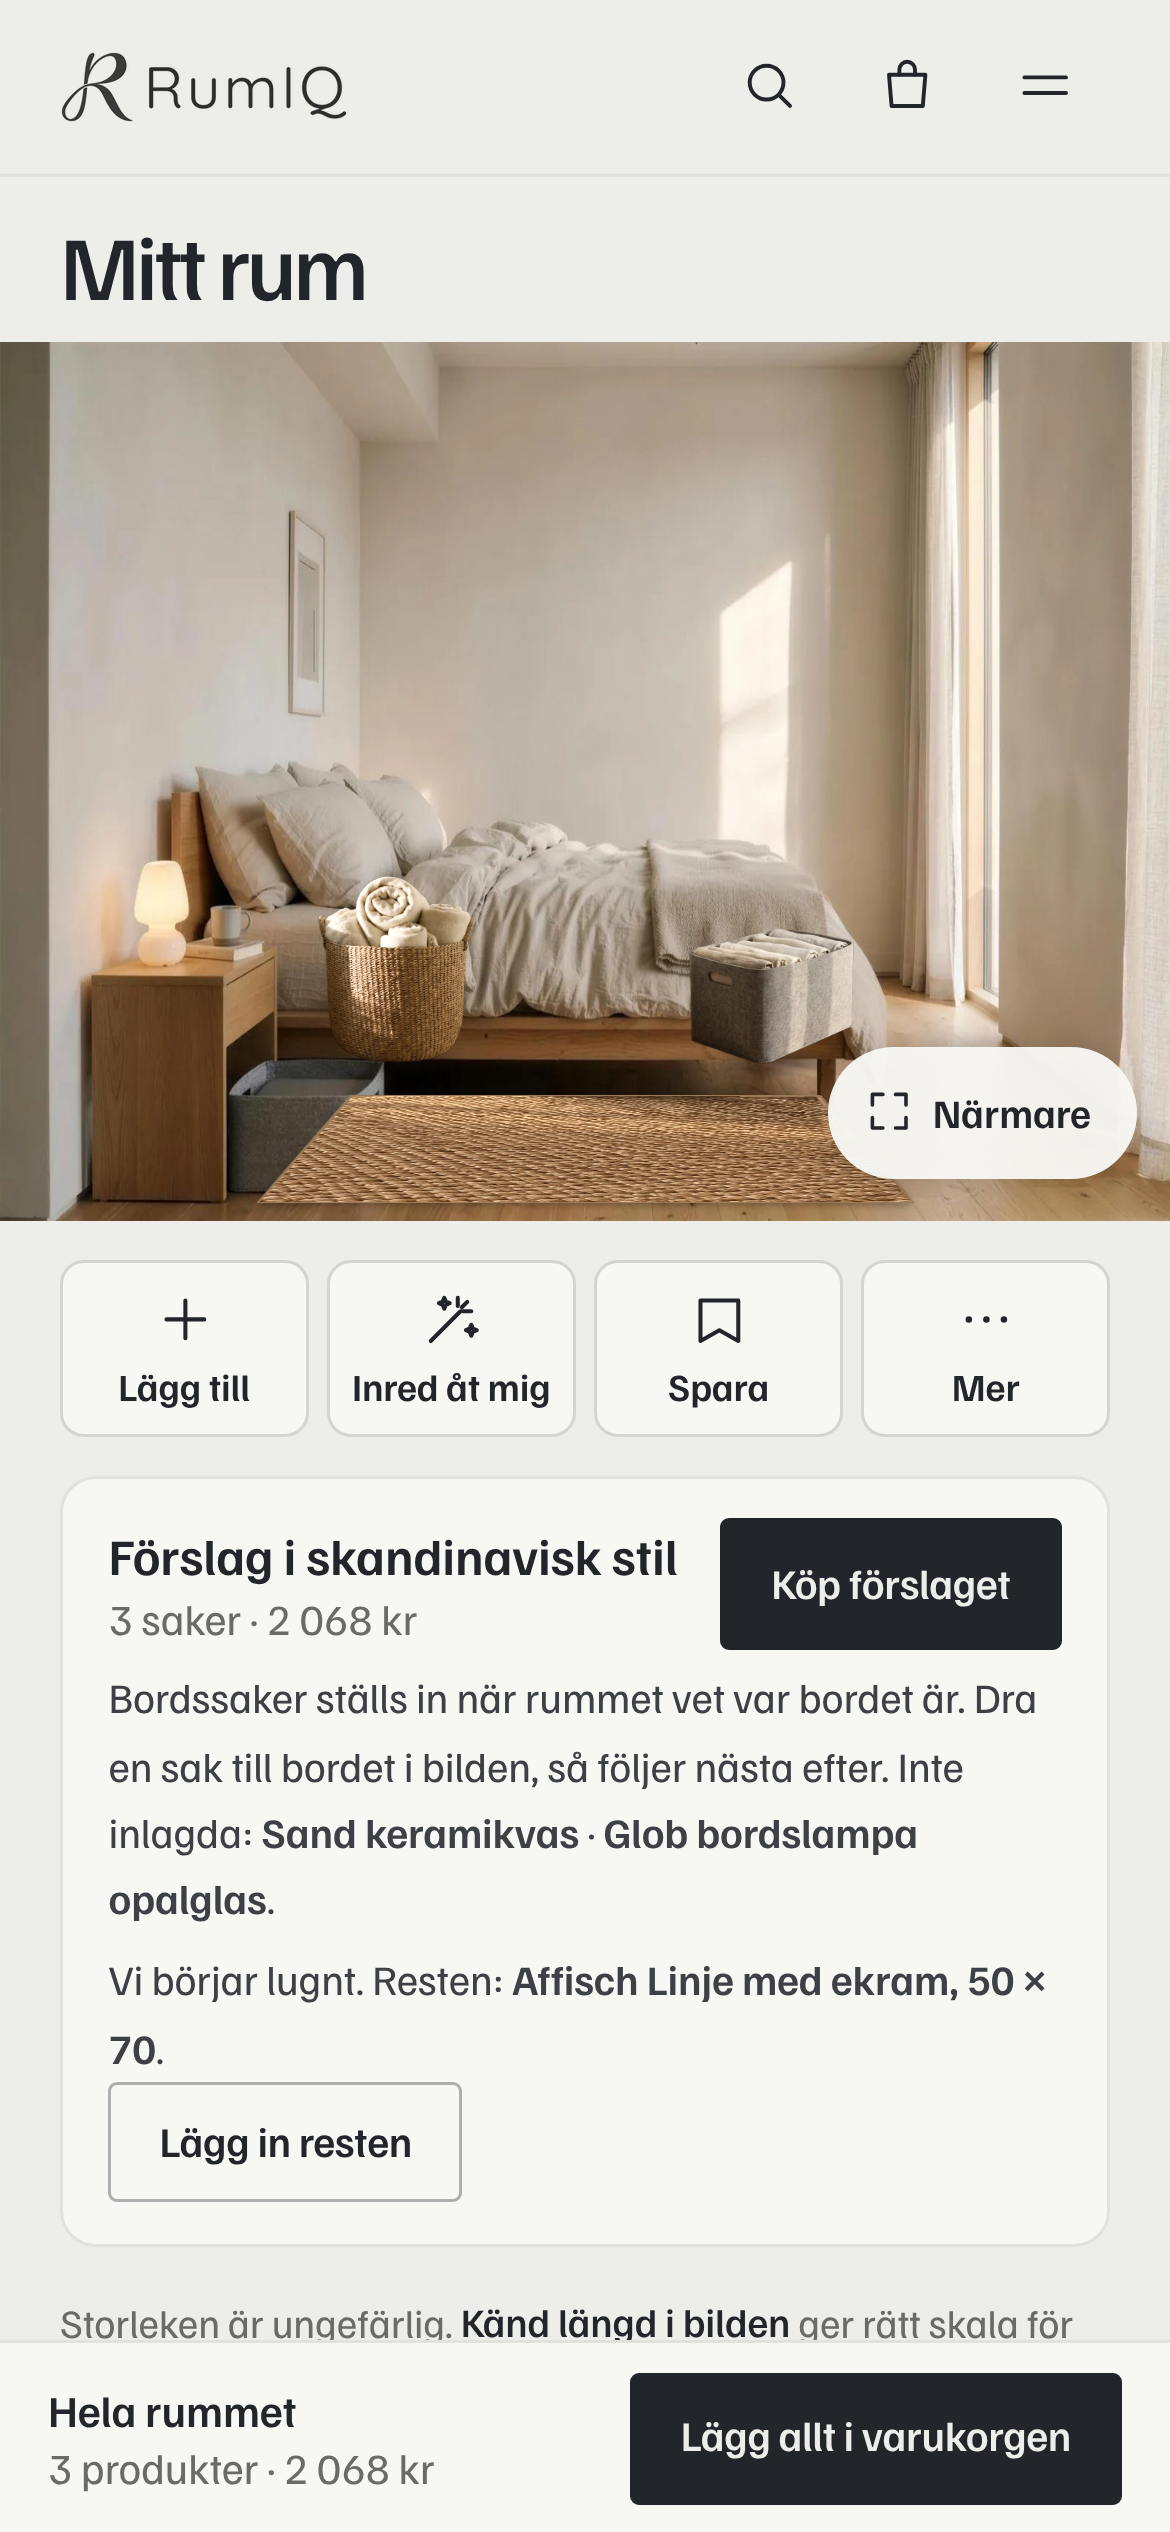 R RumIQ
Mitt rum
Närmare
Lägg till
Inred åt mig
Spara
Mer
Förslag i skandinavisk stil
3 saker · 2 068 kr
Köp förslaget
Bordssaker ställs in när rummet vet var bordet är. Dra
en sak till bordet i bilden, så följer nästa efter. Inte
inlagda: Sand keramikvas · Glob bordslampa
opalglas.
Vi börjar lugnt. Resten: Affisch Linje med ekram, 50 ×
70.
Lägg in resten
Storleken är ungefärlig. Känd längd i bilden ger rätt skala för
Hela rummet
3 produkter · 2 068 kr
Lägg allt i varukorgen